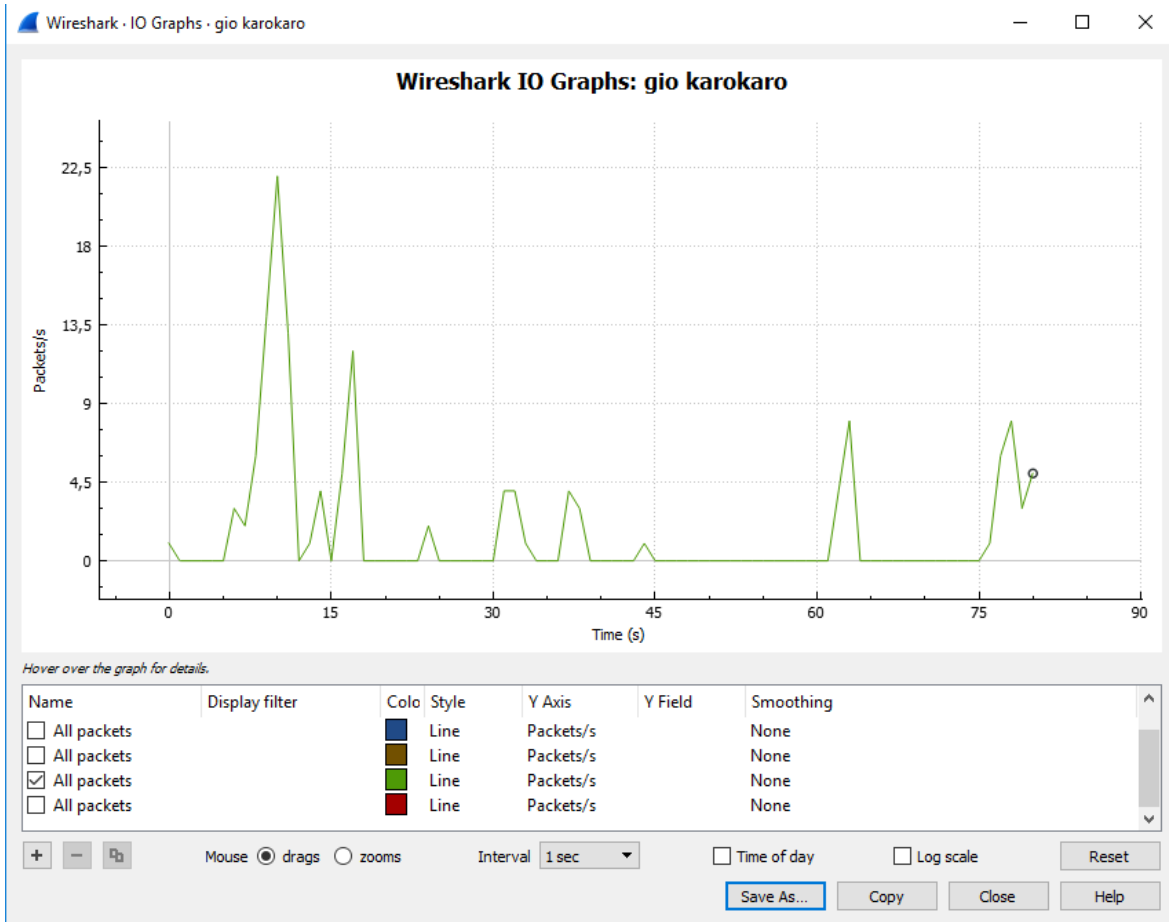 Wireshark · IO Graphs · gio karokaro
Wireshark IO Graphs: gio karokaro
22,5
18
13,5
9
4,5
0
Packets/s
0 15 30 45 60 75 90
Time (s)
Hover over the graph for details.
Name Display filter Colo Style Y Axis Y Field Smoothing
All packets Line Packets/s None
All packets Line Packets/s None
All packets Line Packets/s None
All packets Line Packets/s None
Mouse drags zooms Interval 1 sec Time of day Log scale Reset
Save As... Copy Close Help